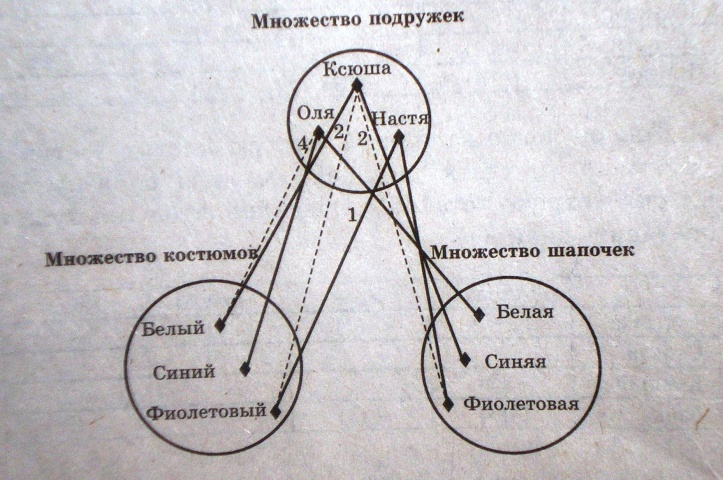 Множество подружек
Ксюша
Оля
Настя
4
2
2
1
Множество костюмов
Множество шапочек
Белый
Синий
Фиолетовый
Белая
Синяя
Фиолетовая